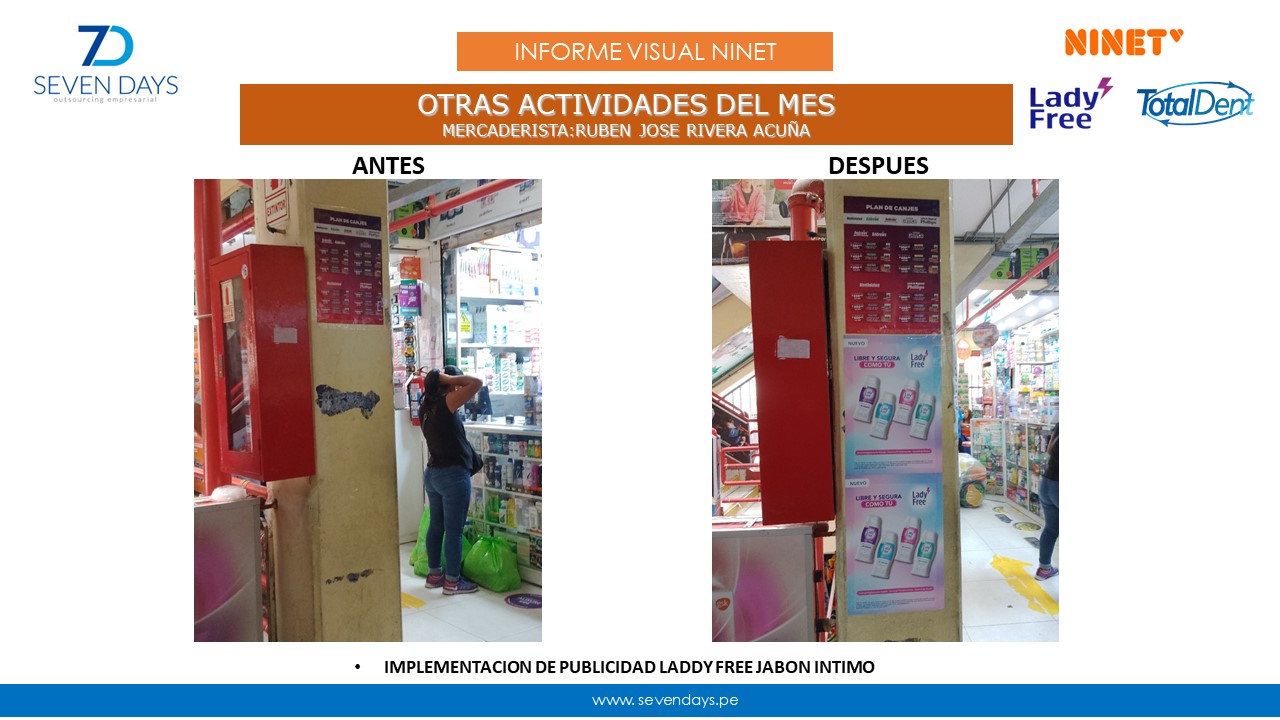 7D
SEVEN DAYS
outsourcing empresarial
INFORME VISUAL NINET
NINET
Lady
Free
TotalDent
OTRAS ACTIVIDADES DEL MES
MERCADERISTA:RUBEN JOSE RIVERA ACUÑA
ANTES
DESPUES
EXTINTOR
PLAN DE CANJES
PLAN DE CANJES
NUEVO
LIBRE Y SEGURA
COMO TÚ
Lady
Free
NUEVO
LIBRE Y SEGURA
COMO TÚ
Lady
Free
• IMPLEMENTACION DE PUBLICIDAD LADDY FREE JABON INTIMO
www.sevendays.pe